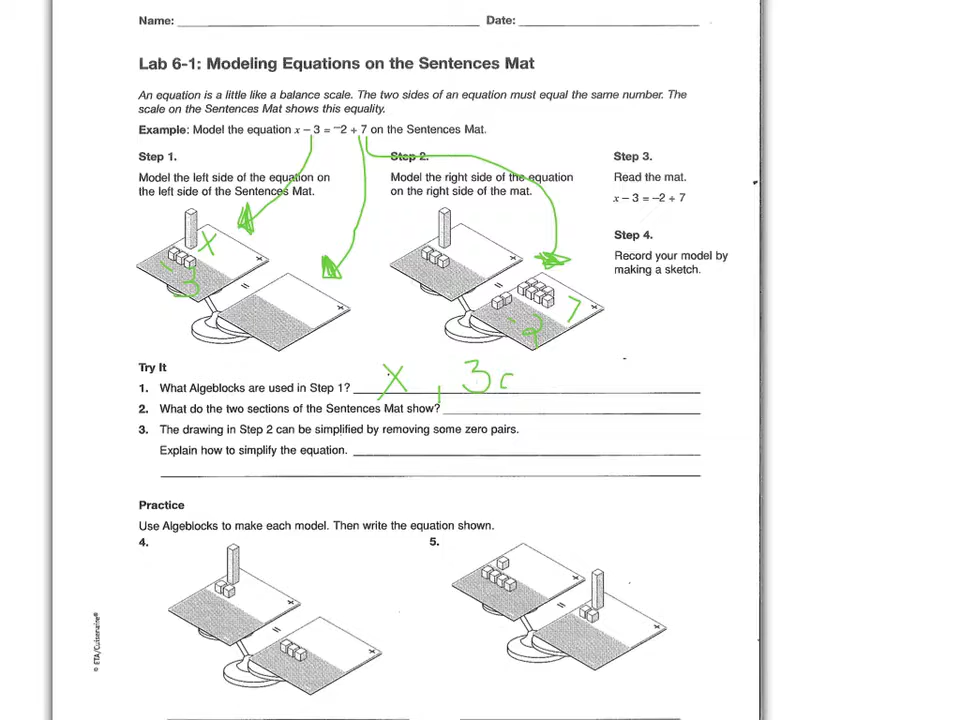 Name: Date:
Lab 6-1: Modeling Equations on the Sentences Mat
An equation is a little like a balance scale. The two sides of an equation must equal the same number. The
scale on the Sentences Mat shows this equality.
Example: Model the equation x − 3 = ⁻2 + 7 on the Sentences Mat.
Step 1.
Model the left side of the equation on
the left side of the Sentences Mat.
Step 2.
Model the right side of the equation
on the right side of the mat.
Step 3.
Read the mat.
x − 3 = −2 + 7
Step 4.
Record your model by
making a sketch.
x
-3
+
=
+
+
=
-2
7
+
Try It
1. What Algeblocks are used in Step 1? x, 3
2. What do the two sections of the Sentences Mat show?
3. The drawing in Step 2 can be simplified by removing some zero pairs.
Explain how to simplify the equation.
Practice
Use Algeblocks to make each model. Then write the equation shown.
4.
+
=
+
5.
+
=
+
© ETA/Cuisenaire®